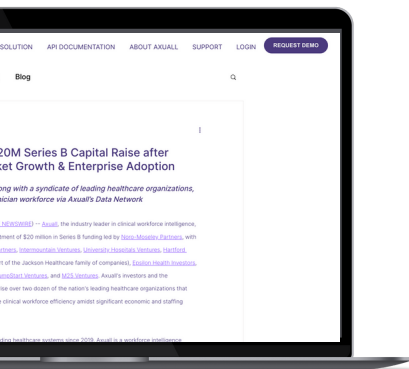 SOLUTION API DOCUMENTATION ABOUT AXUALL SUPPORT LOGIN REQUEST DEMO
Blog
20M Series B Capital Raise after
ket Growth & Enterprise Adoption
ong with a syndicate of leading healthcare organizations,
nician workforce via Axuall's Data Network
NEWSWIRE) -- Axuall, the industry leader in clinical workforce intelligence,
tment of $20 million in Series B funding led by Noro-Moseley Partners, with
rtners, Intermountain Ventures, University Hospitals Ventures, Hartford
rt of the Jackson Healthcare family of companies), Epsilon Health Investors,
umeStart Ventures, and M25 Ventures. Axuall's investors and the
rise over two dozen of the nation's leading healthcare organizations that
e clinical workforce efficiency amidst significant economic and staffing
ding healthcare systems since 2019, Axuall is a workforce intelligence